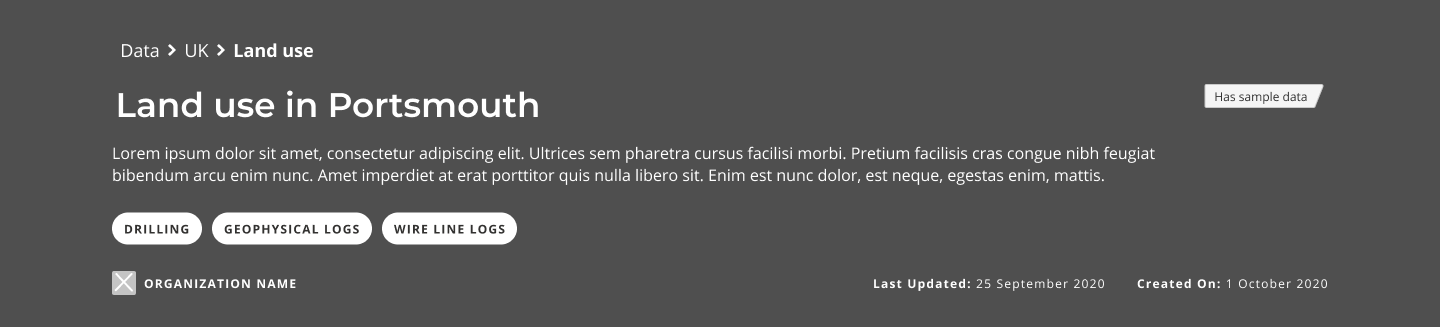 Data > UK > Land use
Land use in Portsmouth
Has sample data
Lorem ipsum dolor sit amet, consectetur adipiscing elit. Ultrices sem pharetra cursus facilisi morbi. Pretium facilisis cras congue nibh feugiat
bibendum arcu enim nunc. Amet imperdiet at erat porttitor quis nulla libero sit. Enim est nunc dolor, est neque, egestas enim, mattis.
DRILLING GEOPHYSICAL LOGS WIRE LINE LOGS
ORGANIZATION NAME Last Updated: 25 September 2020 Created On: 1 October 2020